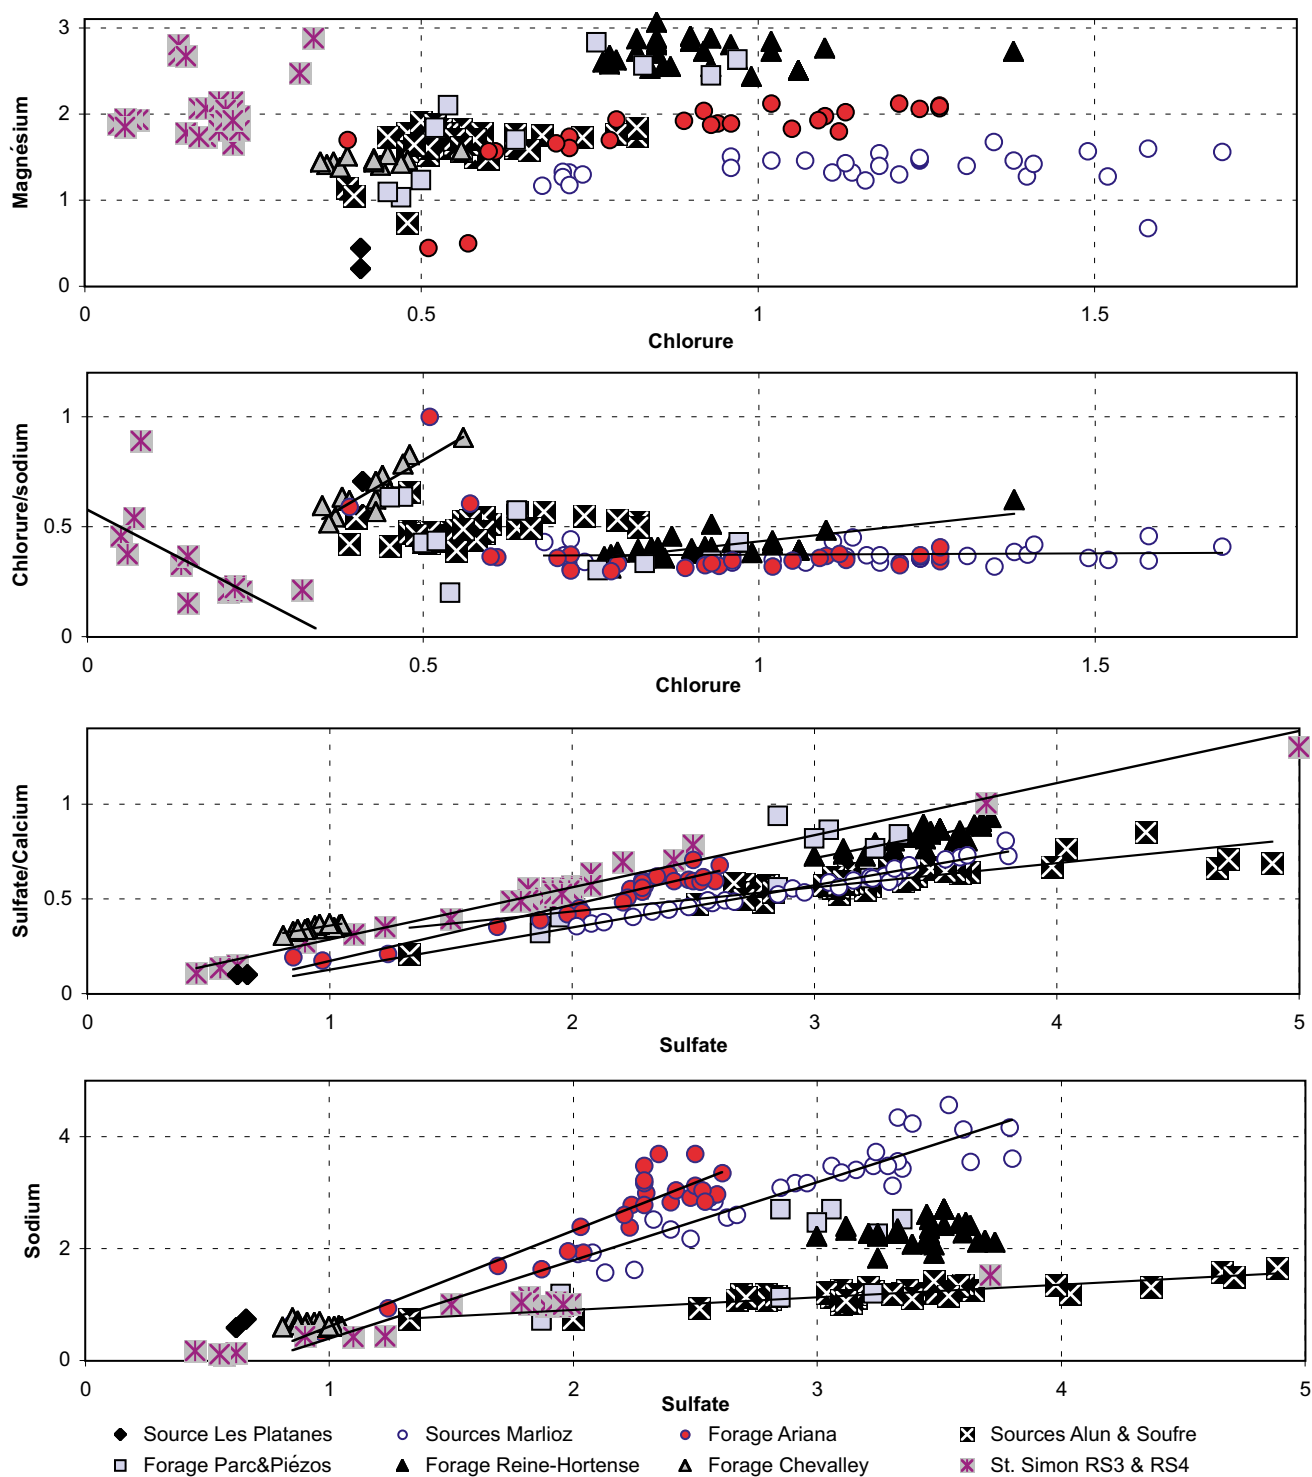 Magnésium
3
2
1
0
0
0.5
1
1.5
Chlorure
Chlorure/sodium
1
0.5
0
0
0.5
1
1.5
Chlorure
Sulfate/Calcium
1
0.5
0
0
1
2
3
4
5
Sulfate
Sodium
4
2
0
0
1
2
3
4
5
Sulfate
Source Les Platanes
Sources Marlioz
Forage Ariana
Sources Alun & Soufre
Forage Parc&Piézos
Forage Reine-Hortense
Forage Chevalley
St. Simon RS3 & RS4